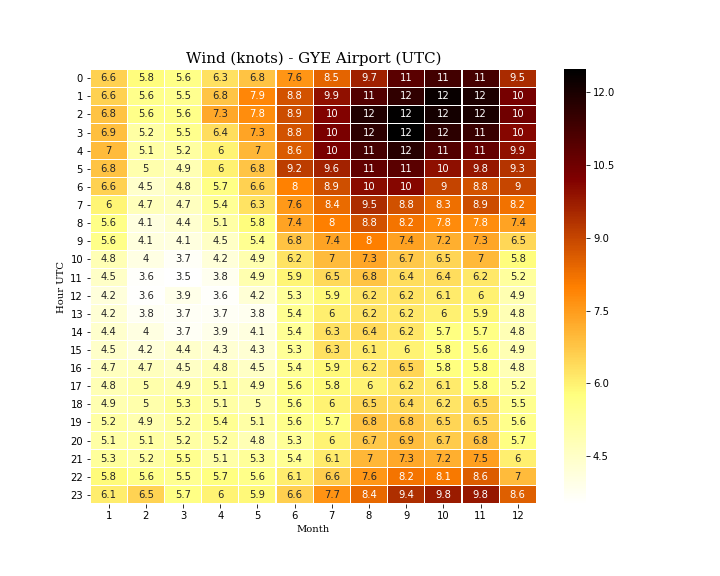 Wind (knots) - GYE Airport (UTC)
0 6.6 5.8 5.6 6.3 6.8 7.6 8.5 9.7 11 11 11 9.5
1 6.6 5.6 5.5 6.8 7.9 8.8 9.9 11 12 12 12 10
2 6.8 5.6 5.6 7.3 7.8 8.9 10 12 12 12 12 10
3 6.9 5.2 5.5 6.4 7.3 8.8 10 12 12 12 11 10
4 7 5.1 5.2 6 7 8.6 10 11 12 11 11 9.9
5 6.8 5 4.9 6 6.8 9.2 9.6 11 11 10 9.8 9.3
6 6.6 4.5 4.8 5.7 6.6 8 8.9 10 10 9 8.8 9
7 6 4.7 4.7 5.4 6.3 7.6 8.4 9.5 8.8 8.3 8.9 8.2
8 5.6 4.1 4.4 5.1 5.8 7.4 8 8.8 8.2 7.8 7.8 7.4
9 5.6 4.1 4.1 4.5 5.4 6.8 7.4 8 7.4 7.2 7.3 6.5
10 4.8 4 3.7 4.2 4.9 6.2 7 7.3 6.7 6.5 7 5.8
11 4.5 3.6 3.5 3.8 4.9 5.9 6.5 6.8 6.4 6.4 6.2 5.2
12 4.2 3.6 3.9 3.6 4.2 5.3 5.9 6.2 6.2 6.1 6 4.9
13 4.2 3.8 3.7 3.7 3.8 5.4 6 6.2 6.2 6 5.9 4.8
14 4.4 4 3.7 3.9 4.1 5.4 6.3 6.4 6.2 5.7 5.7 4.8
15 4.5 4.2 4.4 4.3 4.3 5.3 6.3 6.1 6 5.8 5.6 4.9
16 4.7 4.7 4.5 4.8 4.5 5.4 5.9 6.2 6.5 5.8 5.8 4.8
17 4.8 5 4.9 5.1 4.9 5.6 5.8 6 6.2 6.1 5.8 5.2
18 4.9 5 5.3 5.1 5 5.6 6 6.5 6.4 6.2 6.5 5.5
19 5.2 4.9 5.2 5.4 5.1 5.6 5.7 6.8 6.8 6.5 6.5 5.6
20 5.1 5.1 5.2 5.2 4.8 5.3 6 6.7 6.9 6.7 6.8 5.7
21 5.3 5.2 5.5 5.1 5.3 5.4 6.1 7 7.3 7.2 7.5 6
22 5.8 5.6 5.5 5.7 5.6 6.1 6.6 7.6 8.2 8.1 8.6 7
23 6.1 6.5 5.7 6 5.9 6.6 7.7 8.4 9.4 9.8 9.8 8.6
1 2 3 4 5 6 7 8 9 10 11 12
Month
Hour UTC
12.0
10.5
9.0
7.5
6.0
4.5